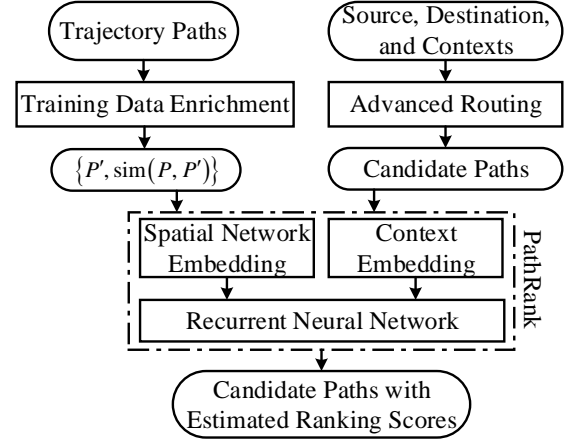 Trajectory Paths
Source, Destination,
and Contexts
Training Data Enrichment
Advanced Routing
{P′, sim(P, P′)}
Candidate Paths
Spatial Network
Embedding
Context
Embedding
PathRank
Recurrent Neural Network
Candidate Paths with
Estimated Ranking Scores